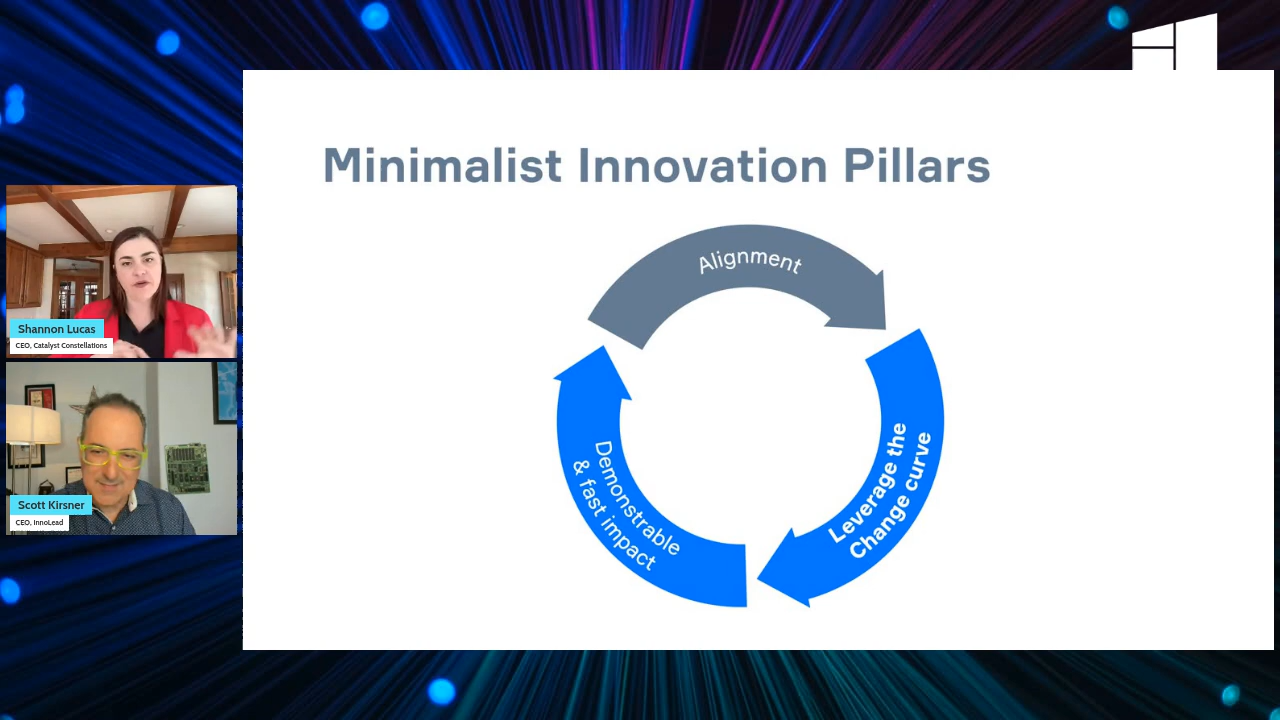 Minimalist Innovation Pillars
Alignment
Leverage the
Change curve
Demonstrable
& fast impact
Shannon Lucas
CEO, Catalyst Constellations
Scott Kirsner
CEO, InnoLead